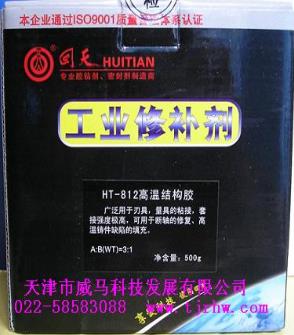 检
本企业通过ISO9001质量管理体系认证
回天 HUITIAN
专业胶粘剂、密封剂制造商
工业修补剂
HT-812高温结构胶
广泛用于刃具，量具的粘接，套
接强度极高，可用于断轴的修复、高
温铸件缺陷的填充。
A:B(WT)=3:1
净含量：500g
天津市威马科技发展有限公司
022-58583088 www.tjrhw.com